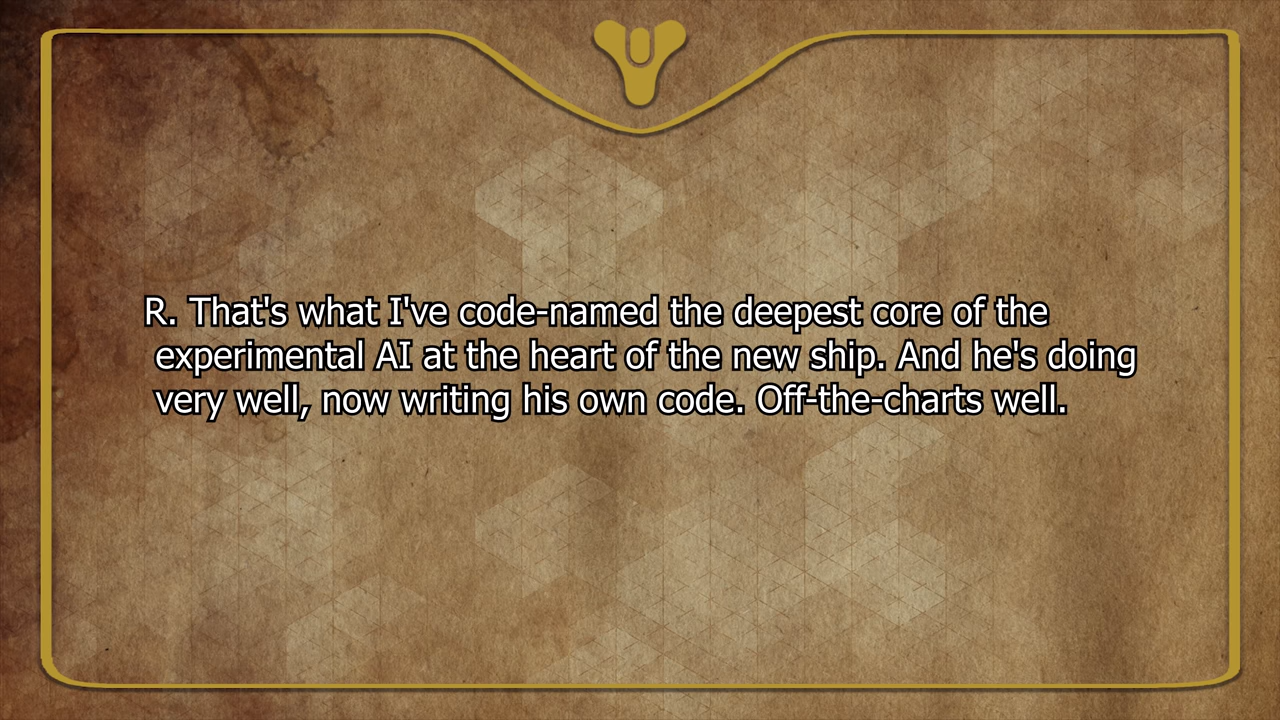 R. That's what I've code-named the deepest core of the
experimental AI at the heart of the new ship. And he's doing
very well, now writing his own code. Off-the-charts well.